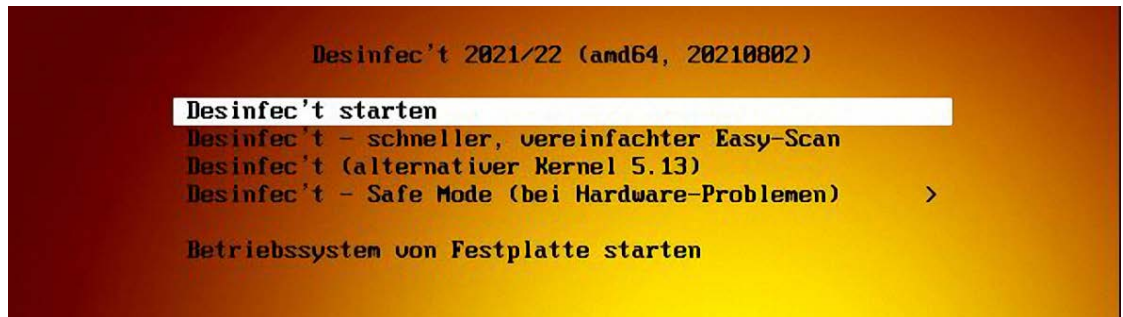 Desinfec't 2021/22 (amd64, 20210802)
Desinfec't starten
Desinfec't - schneller, vereinfachter Easy-Scan
Desinfec't (alternativer Kernel 5.13)
Desinfec't - Safe Mode (bei Hardware-Problemen) >
Betriebssystem von Festplatte starten